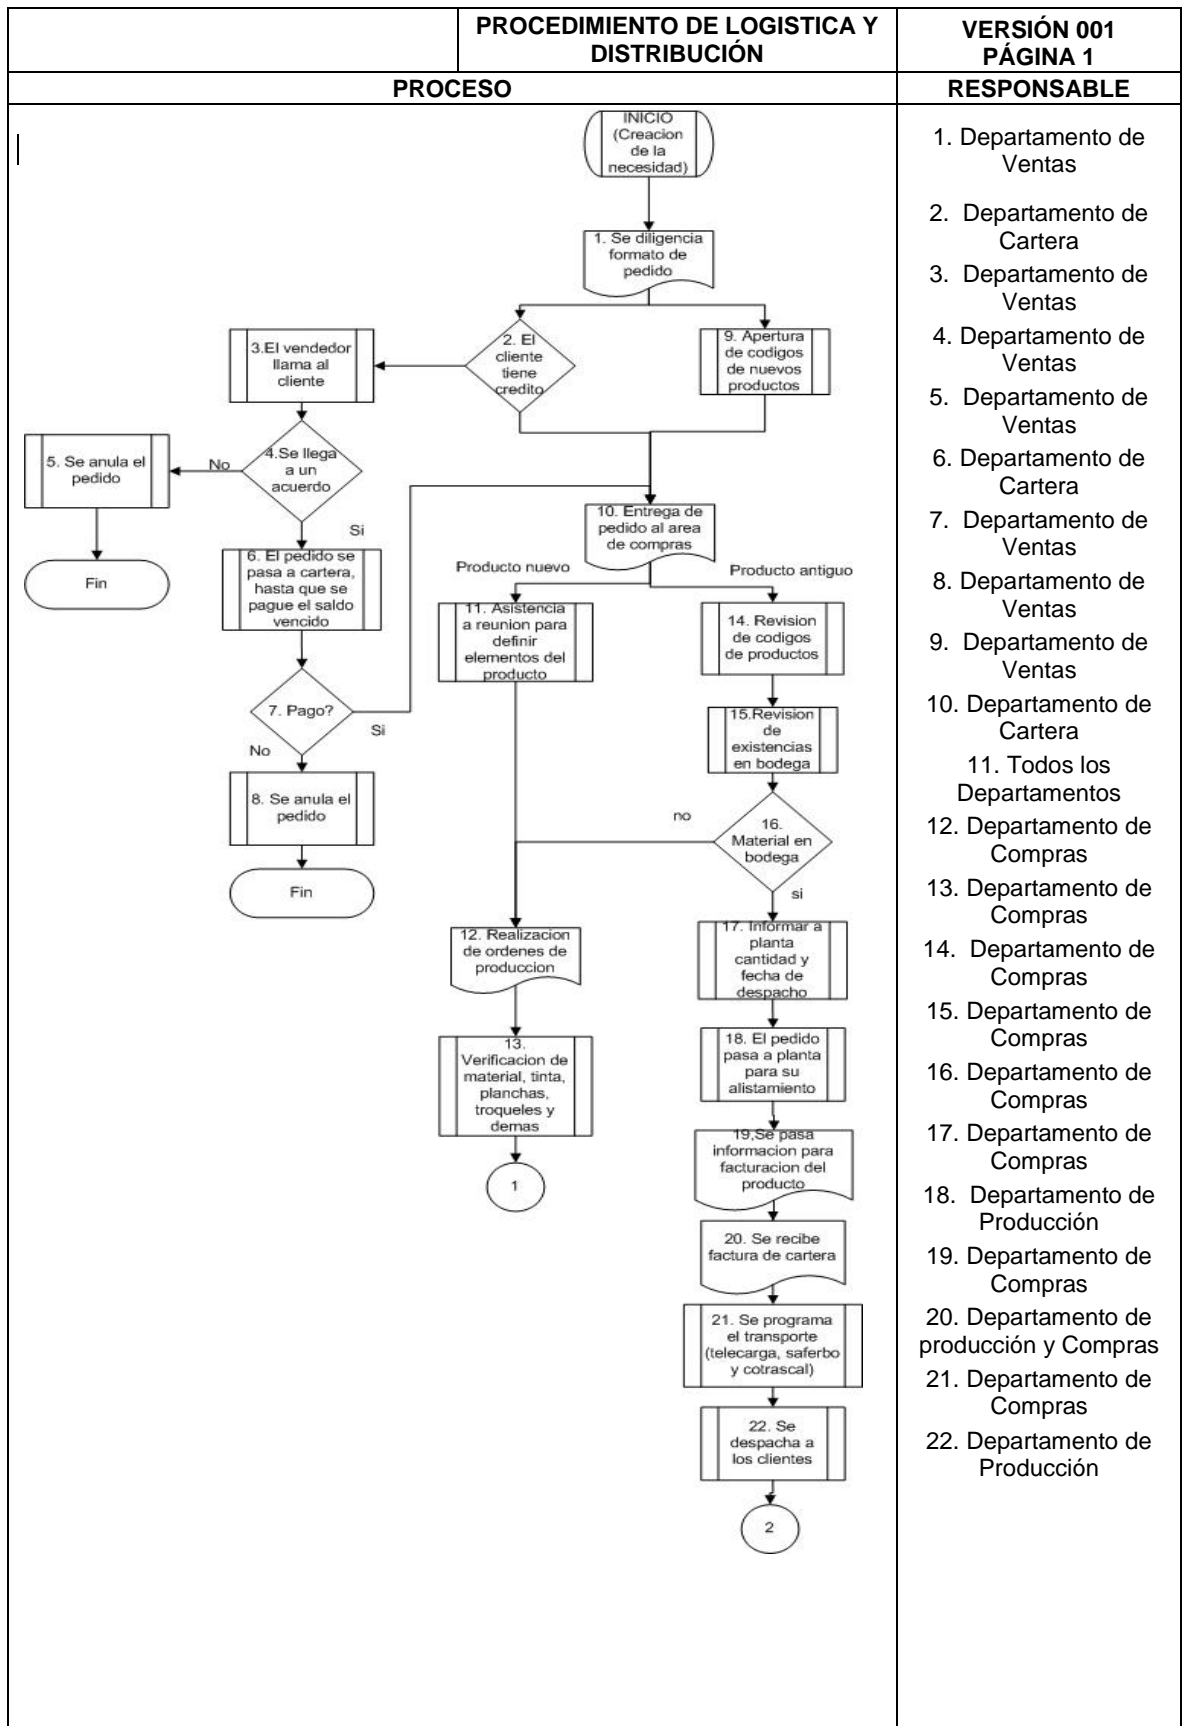 PROCEDIMIENTO DE LOGISTICA Y
DISTRIBUCIÓN
VERSIÓN 001
PÁGINA 1
PROCESO
RESPONSABLE
INICIO
(Creacion
de la
necesidad)
1. Se diligencia
formato de
pedido
2. El
cliente
tiene
credito
9. Apertura
de codigos
de nuevos
productos
3.El vendedor
llama al
cliente
4.Se llega
a un
acuerdo
No
5. Se anula el
pedido
Fin
Si
6. El pedido se
pasa a cartera,
hasta que se
pague el saldo
vencido
7. Pago?
Si
No
8. Se anula el
pedido
Fin
10. Entrega de
pedido al area
de compras
Producto nuevo
Producto antiguo
11. Asistencia
a reunion para
definir
elementos del
producto
14. Revision
de codigos
de productos
15.Revision
de
existencias
en bodega
16.
Material en
bodega
no
si
12. Realizacion
de ordenes de
produccion
13.
Verificacion de
material, tinta,
planchas,
troqueles y
demas
1
17. Informar a
planta
cantidad y
fecha de
despacho
18. El pedido
pasa a planta
para su
alistamiento
19,Se pasa
informacion para
facturacion del
producto
20. Se recibe
factura de cartera
21. Se programa
el transporte
(telecarga, saferbo
y cotrascal)
22. Se
despacha a
los clientes
2
1. Departamento de
Ventas
2. Departamento de
Cartera
3. Departamento de
Ventas
4. Departamento de
Ventas
5. Departamento de
Ventas
6. Departamento de
Cartera
7. Departamento de
Ventas
8. Departamento de
Ventas
9. Departamento de
Ventas
10. Departamento de
Cartera
11. Todos los
Departamentos
12. Departamento de
Compras
13. Departamento de
Compras
14. Departamento de
Compras
15. Departamento de
Compras
16. Departamento de
Compras
17. Departamento de
Compras
18. Departamento de
Producción
19. Departamento de
Compras
20. Departamento de
producción y Compras
21. Departamento de
Compras
22. Departamento de
Producción